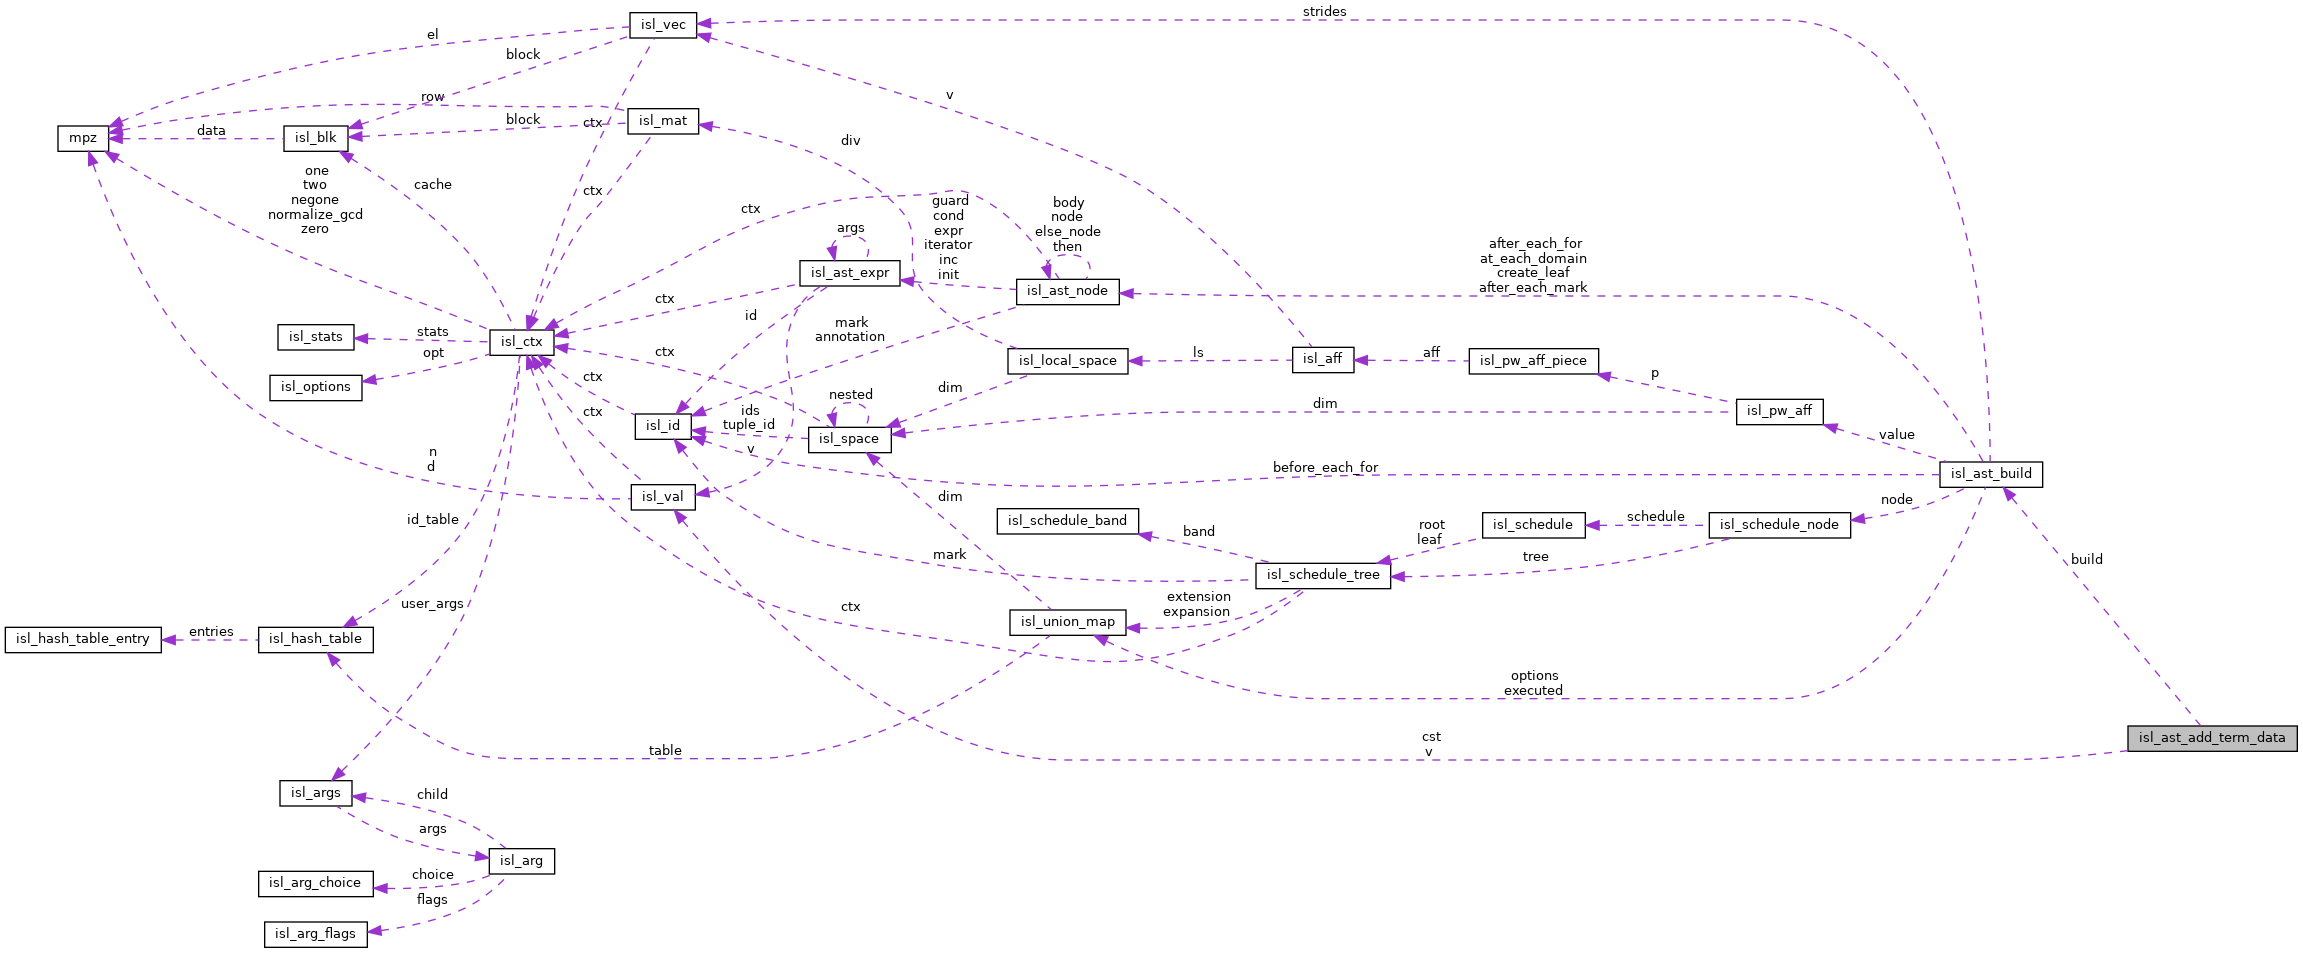 strides
isl_vec
el
block
v
row
isl_mat
ctx
block
data
mpz
isl_blk
div
one
two
negone
normalize_gcd
zero
cache
ctx
ctx
guard
cond
expr
iterator
inc
init
body
node
else_node
then
args
isl_ast_expr
isl_ast_node
after_each_for
at_each_domain
create_leaf
after_each_mark
ctx
id
mark
annotation
isl_stats
stats
isl_ctx
opt
isl_options
ctx
isl_local_space
ls
isl_aff
aff
isl_pw_aff_piece
p
ctx
dim
nested
dim
isl_pw_aff
ctx
ids
tuple_id
isl_id
isl_space
value
v
n
d
before_each_for
isl_ast_build
isl_val
dim
node
id_table
isl_schedule_band
band
root
leaf
isl_schedule
schedule
isl_schedule_node
mark
tree
build
isl_schedule_tree
user_args
ctx
extension
expansion
isl_union_map
isl_hash_table_entry
entries
isl_hash_table
options
executed
table
cst
v
isl_ast_add_term_data
isl_args
child
args
isl_arg
choice
isl_arg_choice
flags
isl_arg_flags